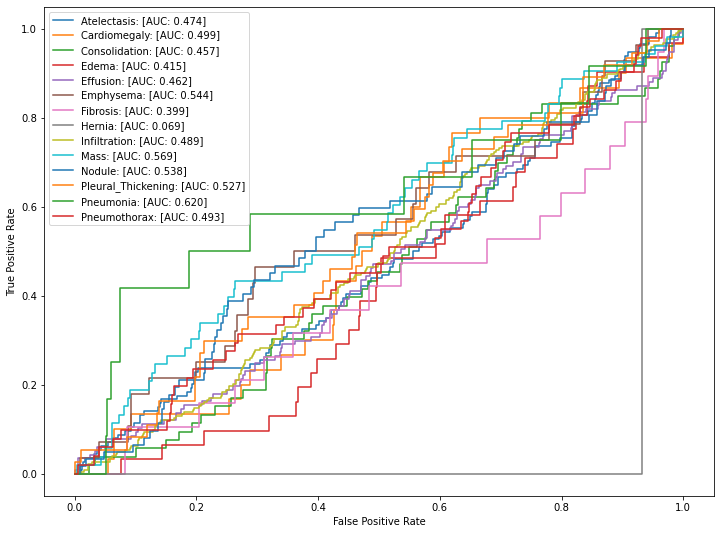 Atelectasis: [AUC: 0.474]
Cardiomegaly: [AUC: 0.499]
Consolidation: [AUC: 0.457]
Edema: [AUC: 0.415]
Effusion: [AUC: 0.462]
Emphysema: [AUC: 0.544]
Fibrosis: [AUC: 0.399]
Hernia: [AUC: 0.069]
Infiltration: [AUC: 0.489]
Mass: [AUC: 0.569]
Nodule: [AUC: 0.538]
Pleural_Thickening: [AUC: 0.527]
Pneumonia: [AUC: 0.620]
Pneumothorax: [AUC: 0.493]
True Positive Rate
1.0
0.8
0.6
0.4
0.2
0.0
0.0 0.2 0.4 0.6 0.8 1.0
False Positive Rate